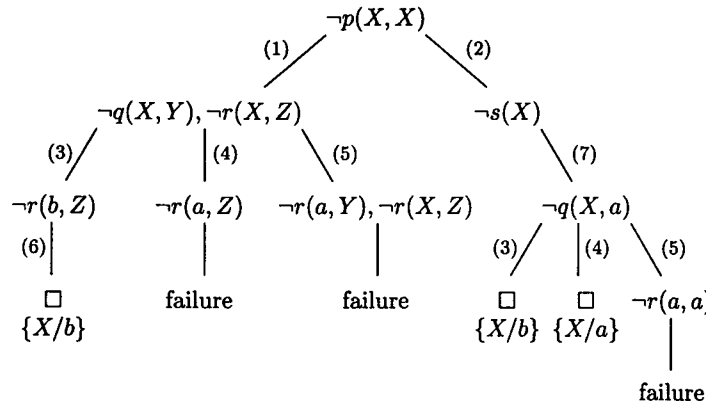 ¬p(X, X)
(1) (2)
¬q(X, Y), ¬r(X, Z) ¬s(X)
(3) (4) (5) (7)
¬r(b, Z) ¬r(a, Z) ¬r(a, Y), ¬r(X, Z) ¬q(X, a)
(6) (3) (4) (5)
□ failure failure □ □ ¬r(a, a)
{X/b} {X/b} {X/a}
failure